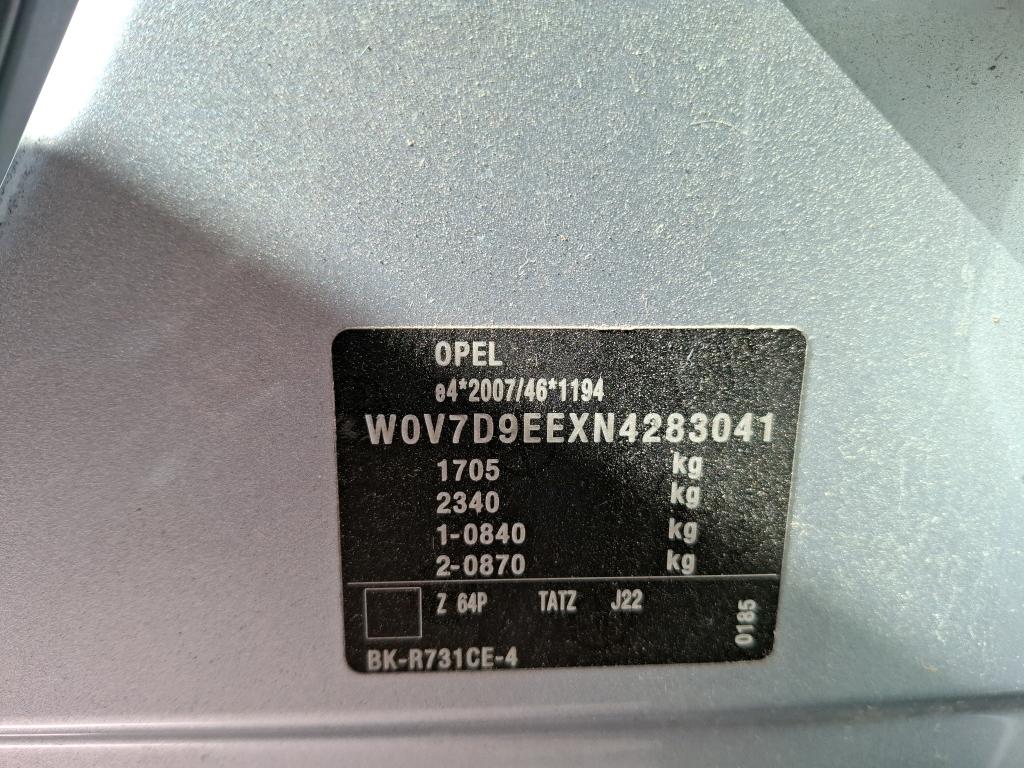 OPEL
e4*2007/46*1194
W0V7D9EEXN4283041
1705 kg
2340 kg
1-0840 kg
2-0870 kg
Z 64P TATZ J22
0185
BK-R731CE-4